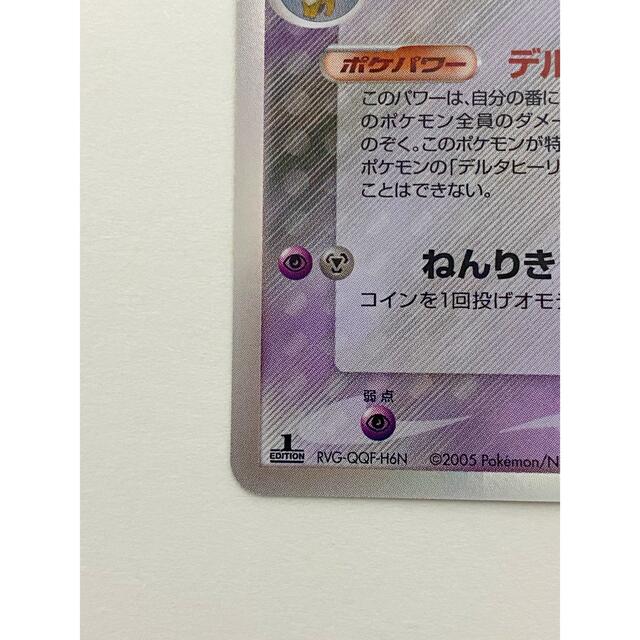 ポケパワー デル
このパワーは、自分の番に
のポケモン全員のダメー
のぞく。このポケモンが特
ポケモンの「デルタヒーリ
ことはできない。
ねんりき
コインを1回投げオモ
弱点
1
EDITION
RVG-QQF-H6N ©2005 Pokémon/N